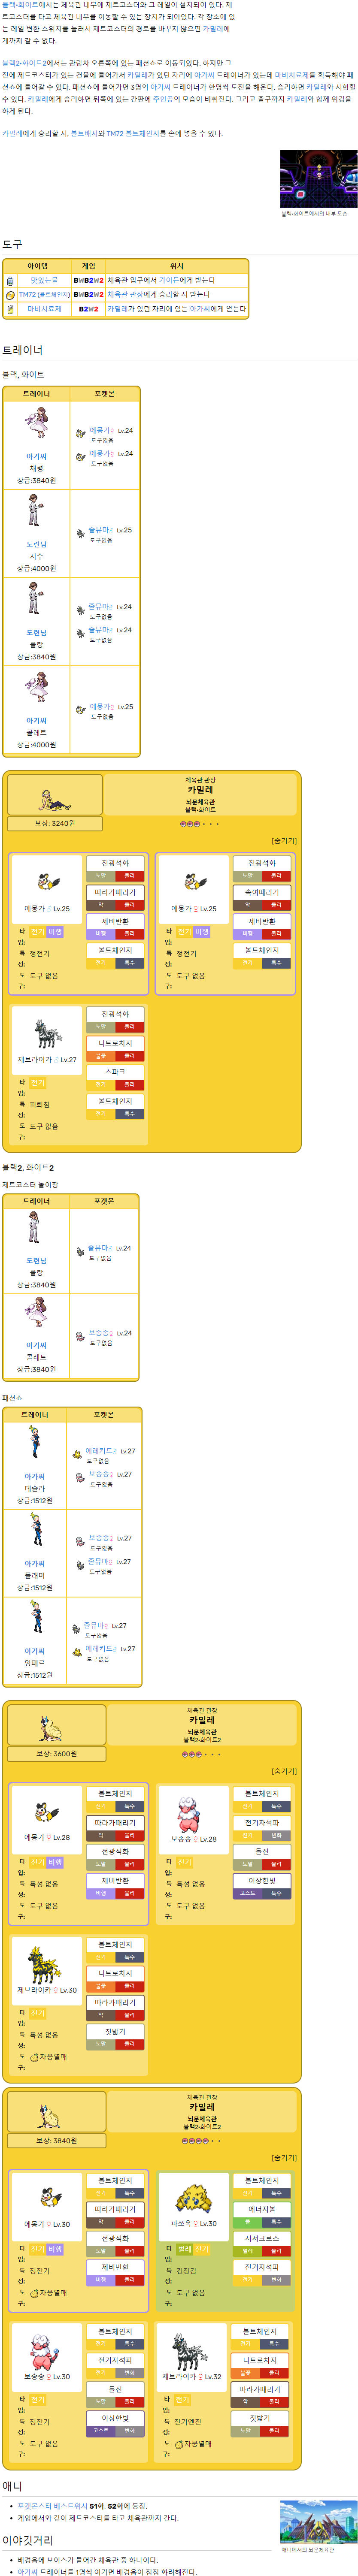 블랙·화이트에서는 체육관 내부에 제트코스터와 그 레일이 설치되어 있다. 제
트코스터를 타고 체육관 내부를 이동할 수 있는 장치가 되어있다. 각 장소에 있
는 레일 변환 스위치를 눌러서 제트코스터의 경로를 바꾸지 않으면 카밀레에
게까지 갈 수 없다.
블랙2·화이트2에서는 관람차 오른쪽에 있는 패션쇼로 이동되었다. 하지만 그
전에 제트코스터가 있는 건물에 들어가서 카밀레가 있던 자리에 아가씨 트레이너가 있는데 마비치료제를 획득해야 패
션쇼에 들어갈 수 있다. 패션쇼에 들어가면 3명의 아가씨 트레이너가 한명씩 도전을 해온다. 승리하면 카밀레와 시합할
수 있다. 카밀레에게 승리하면 뒤쪽에 있는 간판에 주인공의 모습이 비춰진다. 그리고 출구까지 카밀레와 함께 워킹을
하게 된다.
카밀레에게 승리할 시, 볼트배지와 TM72 볼트체인지를 손에 넣을 수 있다.
블랙·화이트에서의 내부 모습
도구
아이템 게임 위치
맛있는물 BWB2W2 체육관 입구에서 가이든에게 받는다
TM72 (볼트체인지) BWB2W2 체육관 관장에게 승리할 시 받는다
마비치료제 B2W2 카밀레가 있던 자리에 있는 아가씨에게 얻는다
트레이너
블랙, 화이트
트레이너 포켓몬
에몽가♀ Lv.24
도구없음
에몽가♀ Lv.24
도구없음
아가씨
재령
상금:3840원
줄뮤마♂ Lv.25
도구없음
도련님
지수
상금:4000원
줄뮤마♂ Lv.24
도구없음
줄뮤마♂ Lv.24
도구없음
도련님
롤랑
상금:3840원
에몽가♀ Lv.25
도구없음
아가씨
콜레트
상금:4000원
체육관 관장
카밀레
뇌문체육관
블랙·화이트
보상: 3240원
[숨기기]
에몽가♂ Lv.25
전광석화
노말 물리
따라가때리기
악 물리
제비반환
비행 물리
볼트체인지
전기 특수
타입: 전기 비행
특성: 정전기
도구: 도구 없음
에몽가♀ Lv.25
전광석화
노말 물리
속여때리기
악 물리
제비반환
비행 물리
볼트체인지
전기 특수
타입: 전기 비행
특성: 정전기
도구: 도구 없음
제브라이카♂ Lv.27
전광석화
노말 물리
니트로차지
불꽃 물리
스파크
전기 물리
볼트체인지
전기 특수
타입: 전기
특성: 피뢰침
도구: 도구 없음
블랙2, 화이트2
제트코스터 놀이장
트레이너 포켓몬
줄뮤마♂ Lv.24
도구없음
도련님
롤랑
상금:3840원
보송송♀ Lv.24
도구없음
아가씨
콜레트
상금:3840원
패션쇼
트레이너 포켓몬
에레키드♂ Lv.27
도구없음
보송송♀ Lv.27
도구없음
아가씨
테슬라
상금:1512원
보송송♀ Lv.27
도구없음
줄뮤마♀ Lv.27
도구없음
아가씨
플래미
상금:1512원
줄뮤마♀ Lv.27
도구없음
에레키드♂ Lv.27
도구없음
아가씨
앙페르
상금:1512원
체육관 관장
카밀레
뇌문체육관
블랙2·화이트2
보상: 3600원
[숨기기]
에몽가♀ Lv.28
볼트체인지
전기 특수
따라가때리기
악 물리
전광석화
노말 물리
제비반환
비행 물리
타입: 전기 비행
특성: 특성 없음
도구: 도구 없음
보송송♀ Lv.28
볼트체인지
전기 특수
전기자석파
전기 변화
돌진
노말 물리
이상한빛
고스트 특수
타입: 전기
특성: 특성 없음
도구: 도구 없음
제브라이카♀ Lv.30
볼트체인지
전기 특수
니트로차지
불꽃 물리
따라가때리기
악 물리
짓밟기
노말 물리
타입: 전기
특성: 특성 없음
도구: 자뭉열매
체육관 관장
카밀레
뇌문체육관
블랙2·화이트2
보상: 3840원
[숨기기]
에몽가♀ Lv.30
볼트체인지
전기 특수
따라가때리기
악 물리
전광석화
노말 물리
제비반환
비행 물리
타입: 전기 비행
특성: 정전기
도구: 자뭉열매
파쪼옥♀ Lv.30
볼트체인지
전기 특수
에너지볼
풀 특수
시저크로스
벌레 물리
전기자석파
전기 변화
타입: 벌레 전기
특성: 긴장감
도구: 도구 없음
보송송♀ Lv.30
볼트체인지
전기 특수
전기자석파
전기 변화
돌진
노말 물리
이상한빛
고스트 변화
타입: 전기
특성: 정전기
도구: 도구 없음
제브라이카♀ Lv.32
볼트체인지
전기 특수
니트로차지
불꽃 물리
따라가때리기
악 물리
짓밟기
노말 물리
타입: 전기
특성: 전기엔진
도구: 자뭉열매
애니
포켓몬스터 베스트위시 51화, 52화에 등장.
게임에서와 같이 제트코스터를 타고 체육관까지 간다.
애니에서의 뇌문체육관
이야깃거리
배경음에 보이스가 들어간 체육관 중 하나이다.
아가씨 트레이너를 1명씩 이기면 배경음이 점점 화려해진다.